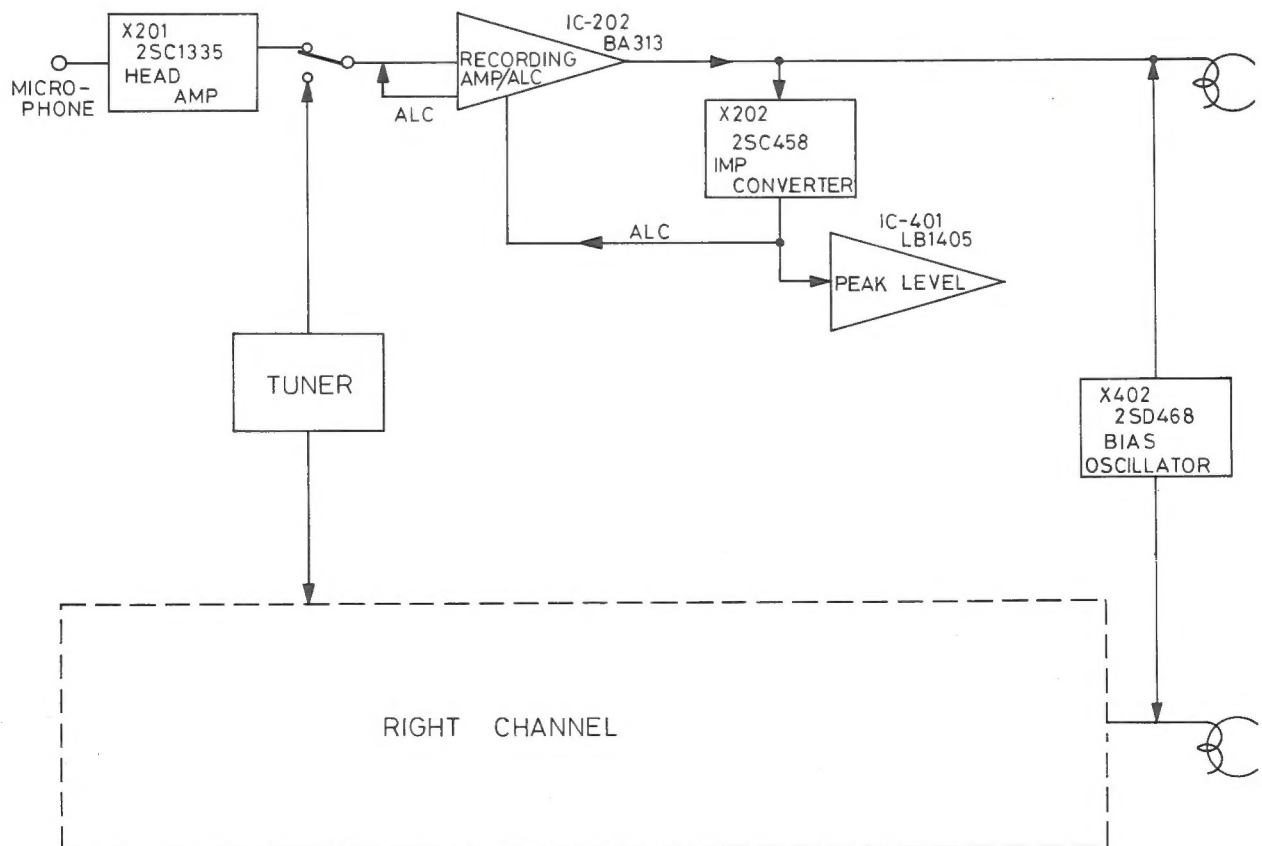 X201
2SC1335
HEAD
AMP
MICRO-
PHONE
ALC
IC-202
BA313
RECORDING
AMP/ALC
X202
2SC458
IMP
CONVERTER
ALC
IC-401
LB1405
PEAK LEVEL
TUNER
X402
2SD468
BIAS
OSCILLATOR
RIGHT CHANNEL